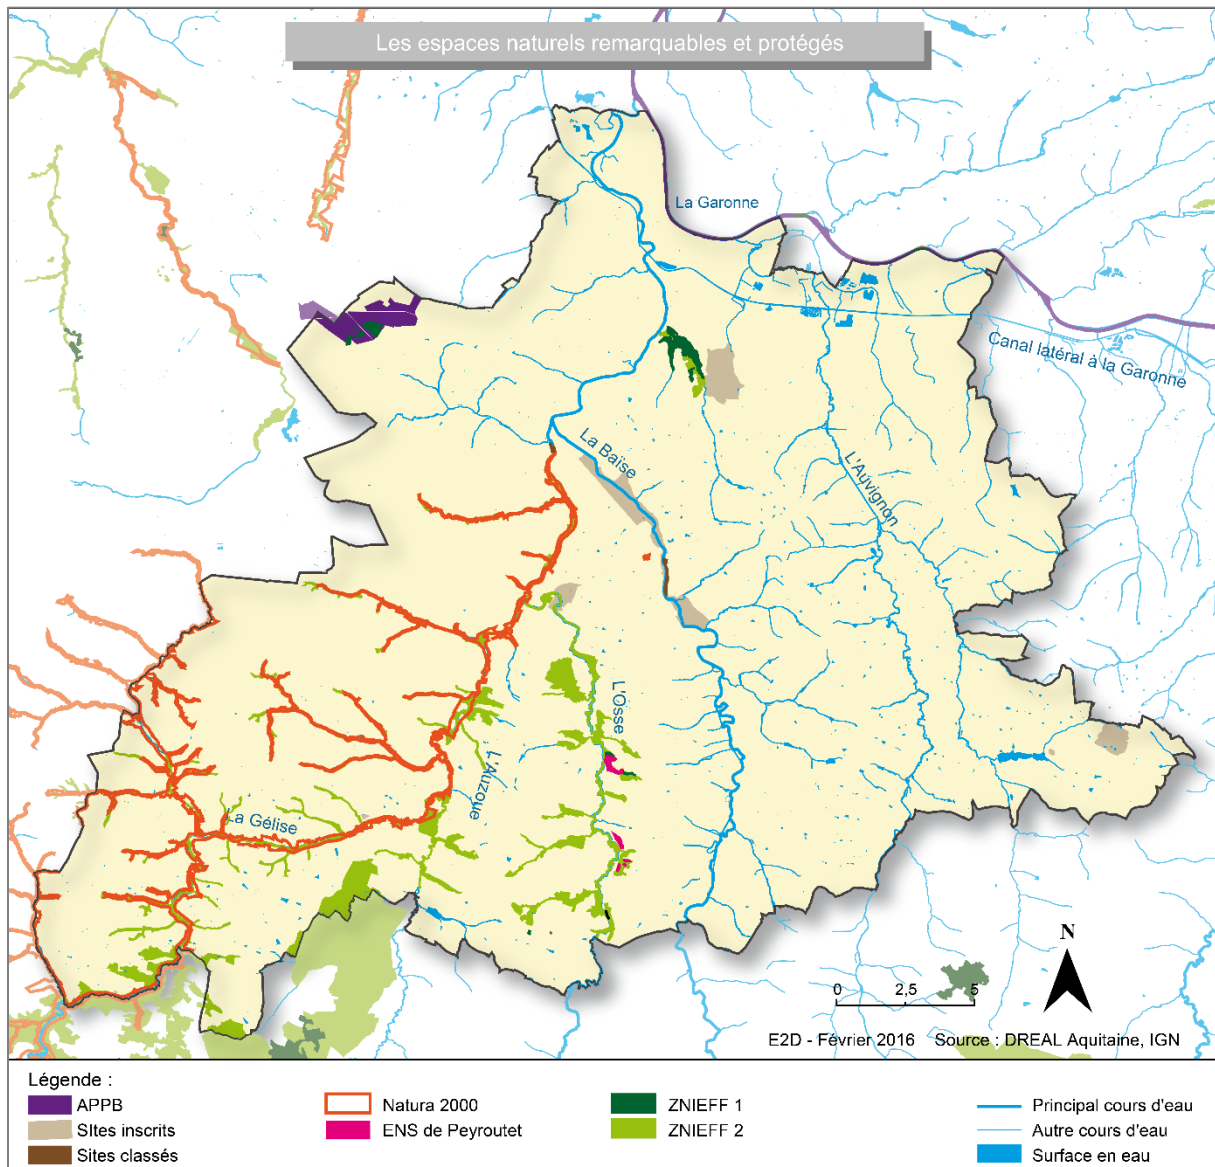 Les espaces naturels remarquables et protégés
La Garonne
Canal latéral à la Garonne
La Baïse
L'Auvignon
L'Osse
L'Auzoue
La Gélise
N
0 2,5 5
E2D - Février 2016 Source : DREAL Aquitaine, IGN
Légende :
APPB
SItes inscrits
Sites classés
Natura 2000
ENS de Peyroutet
ZNIEFF 1
ZNIEFF 2
Principal cours d'eau
Autre cours d'eau
Surface en eau